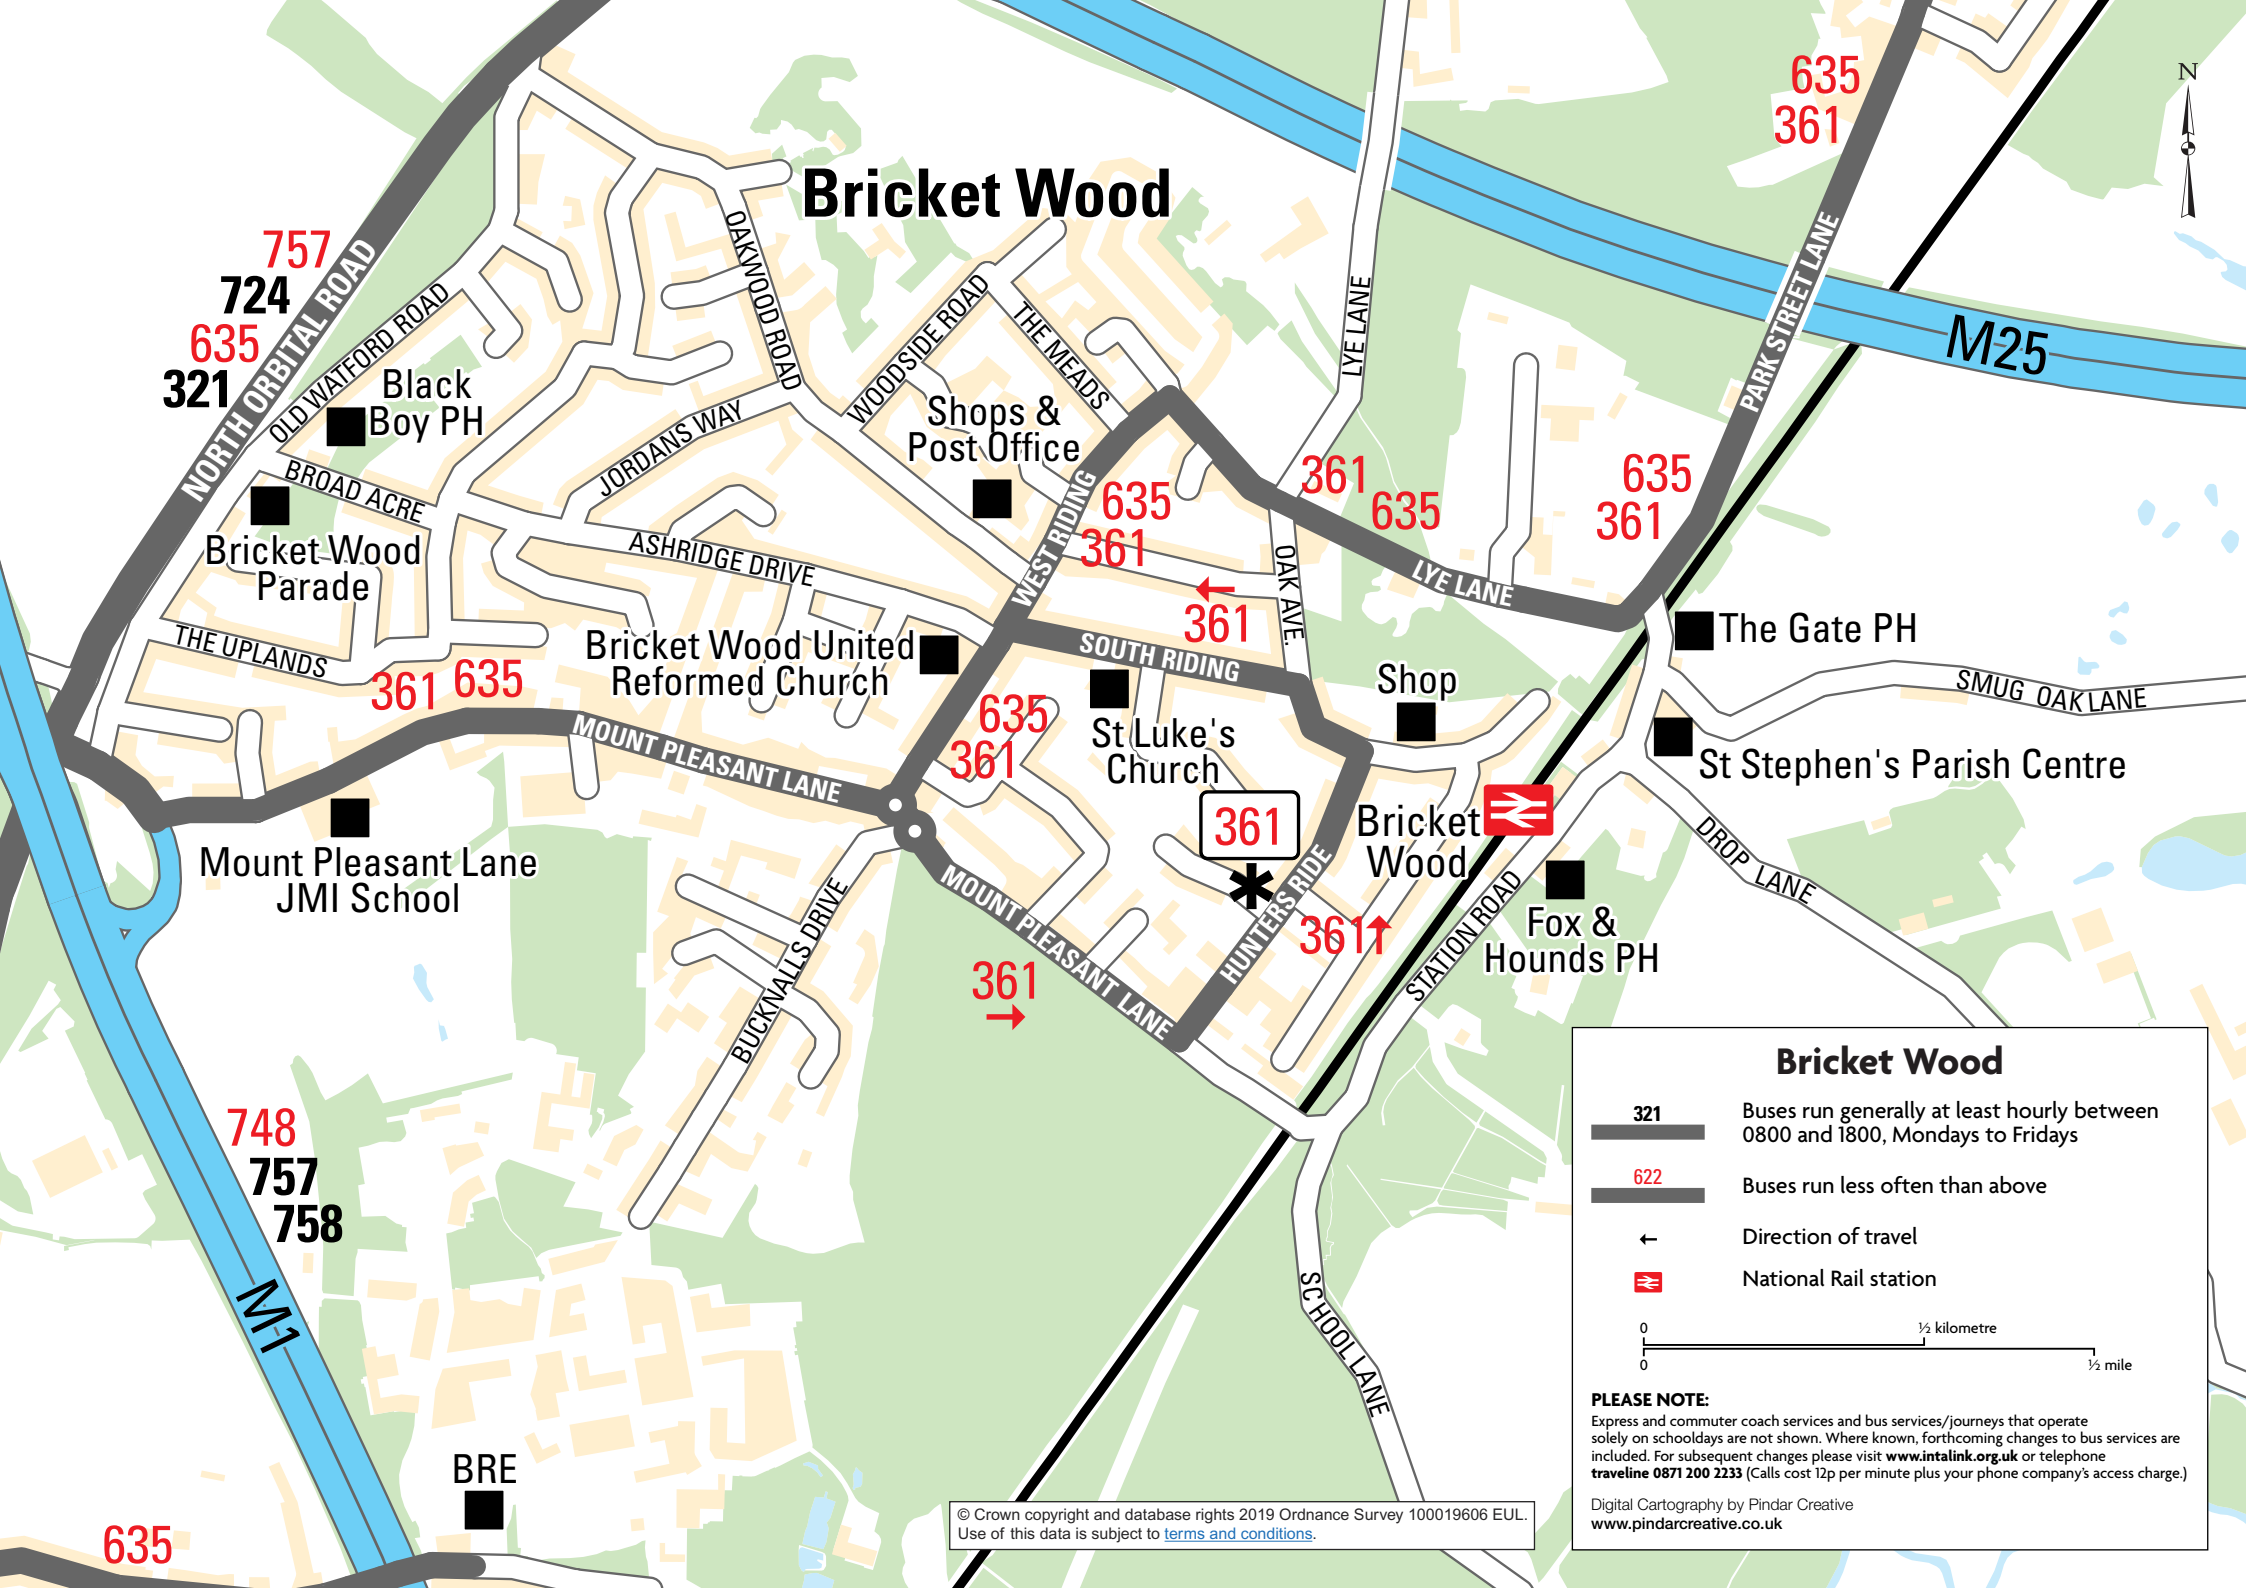 Bricket Wood
N
635
361
757
724
635
321
NORTH ORBITAL ROAD
OLD WATFORD ROAD
Black
Boy PH
BROAD ACRE
Bricket Wood
Parade
THE UPLANDS
OAKWOOD ROAD
JORDANS WAY
ASHRIDGE DRIVE
WOODSIDE ROAD
THE MEADS
Shops &
Post Office
WEST RIDING
635
361
361
LYE LANE
361
635
LYE LANE
OAK AVE.
635
361
PARK STREET LANE
M25
The Gate PH
SMUG OAK LANE
St Stephen's Parish Centre
Bricket Wood United
Reformed Church
SOUTH RIDING
St Luke's
Church
Shop
361
635
MOUNT PLEASANT LANE
635
361
Mount Pleasant Lane
JMI School
361
*
Bricket
Wood
HUNTERS RIDE
361
STATION ROAD
Fox &
Hounds PH
DROP LANE
MOUNT PLEASANT LANE
361
BUCKNALLS DRIVE
748
757
758
M1
SCHOOL LANE
BRE
635
© Crown copyright and database rights 2019 Ordnance Survey 100019606 EUL.
Use of this data is subject to terms and conditions.
Bricket Wood
321
Buses run generally at least hourly between
0800 and 1800, Mondays to Fridays
622
Buses run less often than above
Direction of travel
National Rail station
0
½ kilometre
0
½ mile
PLEASE NOTE:
Express and commuter coach services and bus services/journeys that operate
solely on schooldays are not shown. Where known, forthcoming changes to bus services are
included. For subsequent changes please visit www.intalink.org.uk or telephone
traveline 0871 200 2233 (Calls cost 12p per minute plus your phone company's access charge.)
Digital Cartography by Pindar Creative
www.pindarcreative.co.uk